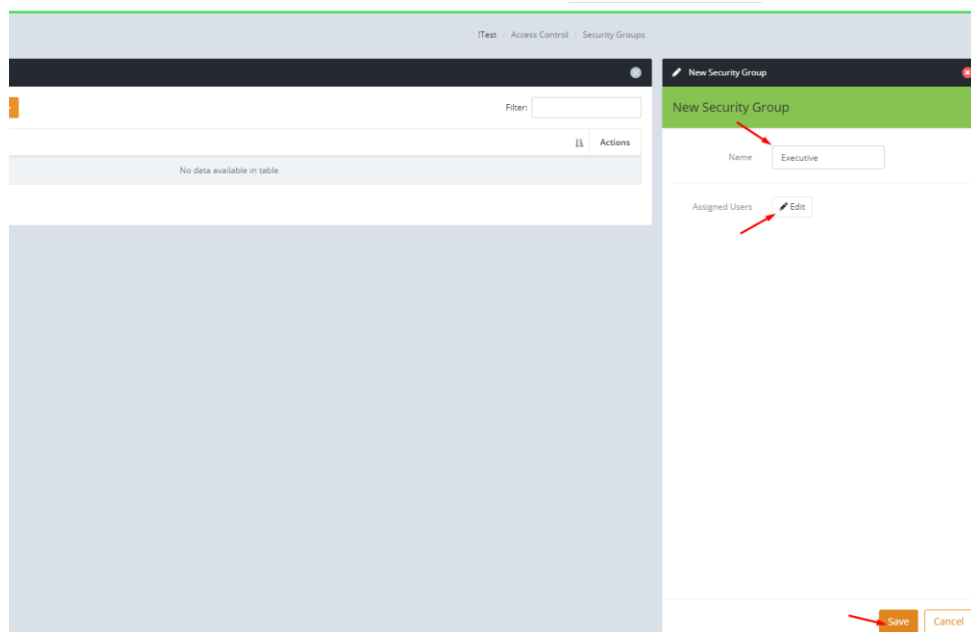 !Test / Access Control / Security Groups
New Security Group
Filter:
New Security Group
Actions
Name
Executive
No data available in table
Assigned Users
Edit
Save
Cancel